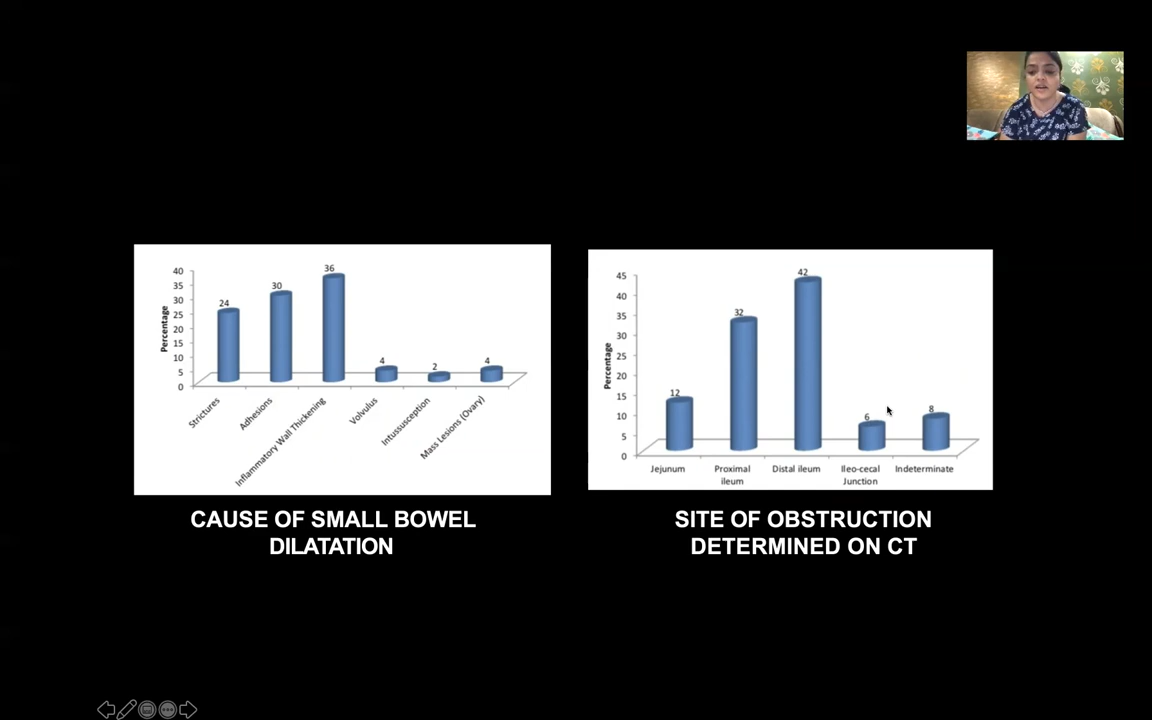 40
35
30
25
20
15
10
5
0
Percentage
24
30
36
4
2
4
Strictures
Adhesions
Inflammatory Wall Thickening
Volvulus
Intussusception
Mass Lesions (Ovary)
CAUSE OF SMALL BOWEL
DILATATION
45
40
35
30
25
20
15
10
5
0
Percentage
12
32
42
6
8
Jejunum
Proximal
ileum
Distal ileum
Ileo-cecal
Junction
Indeterminate
SITE OF OBSTRUCTION
DETERMINED ON CT